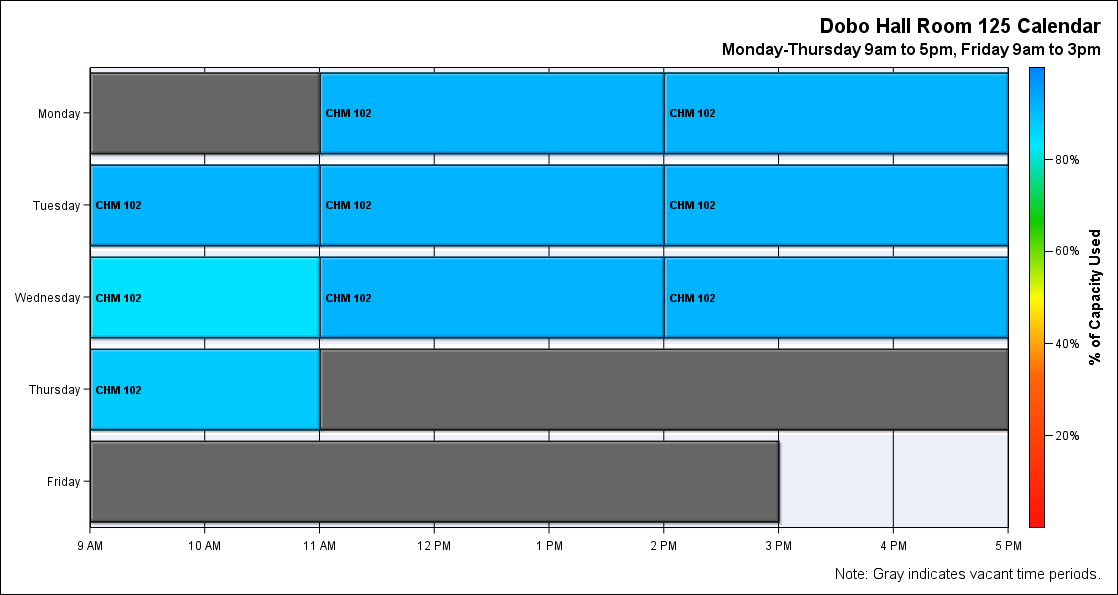 Dobo Hall Room 125 Calendar
Monday-Thursday 9am to 5pm, Friday 9am to 3pm
Monday
CHM 102
CHM 102
Tuesday
CHM 102
CHM 102
CHM 102
Wednesday
CHM 102
CHM 102
CHM 102
Thursday
CHM 102
Friday
9 AM
10 AM
11 AM
12 PM
1 PM
2 PM
3 PM
4 PM
5 PM
80%
60%
40%
20%
% of Capacity Used
Note: Gray indicates vacant time periods.